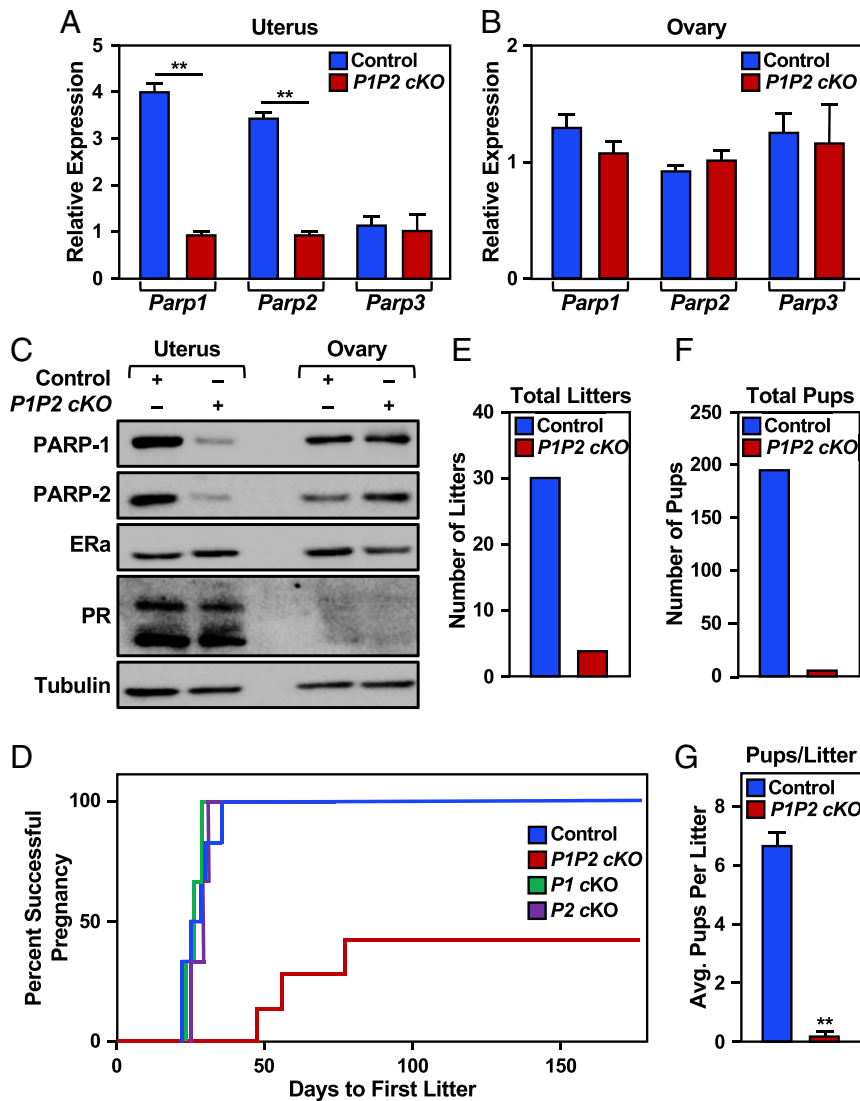 A
Uterus
Relative Expression
5
4
3
2
1
0
**
**
Control
P1P2 cKO
Parp1
Parp2
Parp3
B
Ovary
Relative Expression
2
1
0
Control
P1P2 cKO
Parp1
Parp2
Parp3
C
Uterus
Ovary
Control + – + –
P1P2 cKO – + – +
PARP-1
PARP-2
ERa
PR
Tubulin
E
Total Litters
Number of Litters
40
30
20
10
0
Control
P1P2 cKO
F
Total Pups
Number of Pups
250
200
150
100
50
0
Control
P1P2 cKO
D
Percent Successful
Pregnancy
100
50
0
Control
P1P2 cKO
P1 cKO
P2 cKO
0 50 100 150
Days to First Litter
G
Pups/Litter
Avg. Pups Per Litter
8
6
4
2
0
Control
P1P2 cKO
**